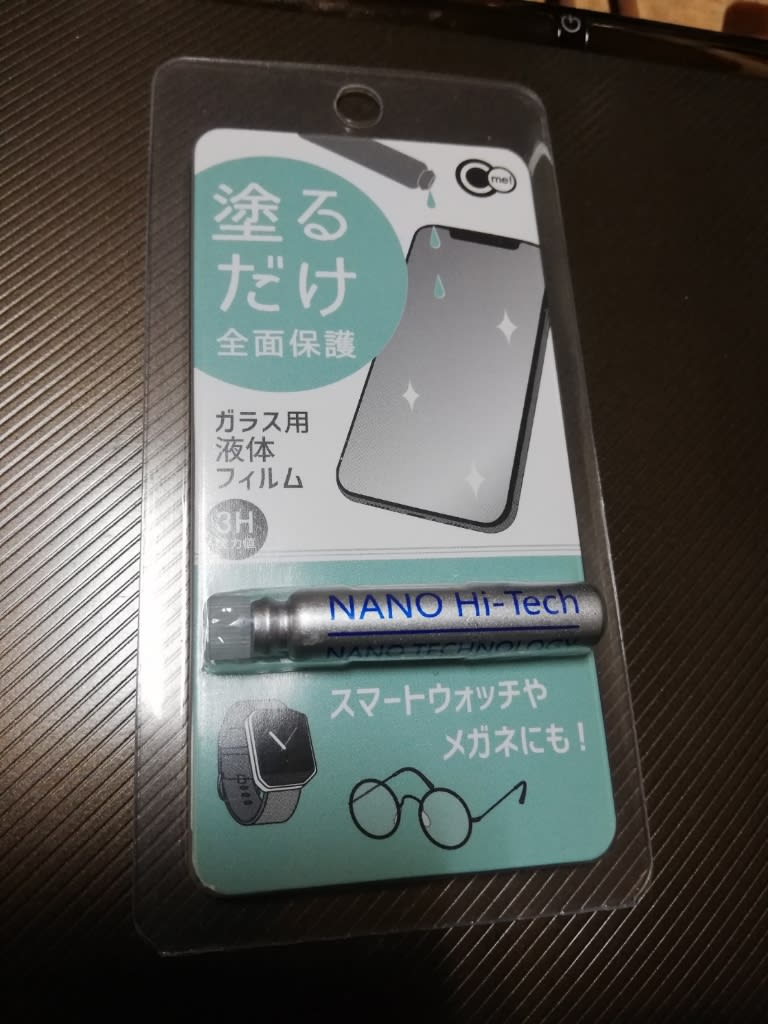 C me!
塗る
だけ
全面保護
ガラス用
液体
フィルム
3H
NANO Hi-Tech
NANO TECHNOLOGY
スマートウォッチや
メガネにも!